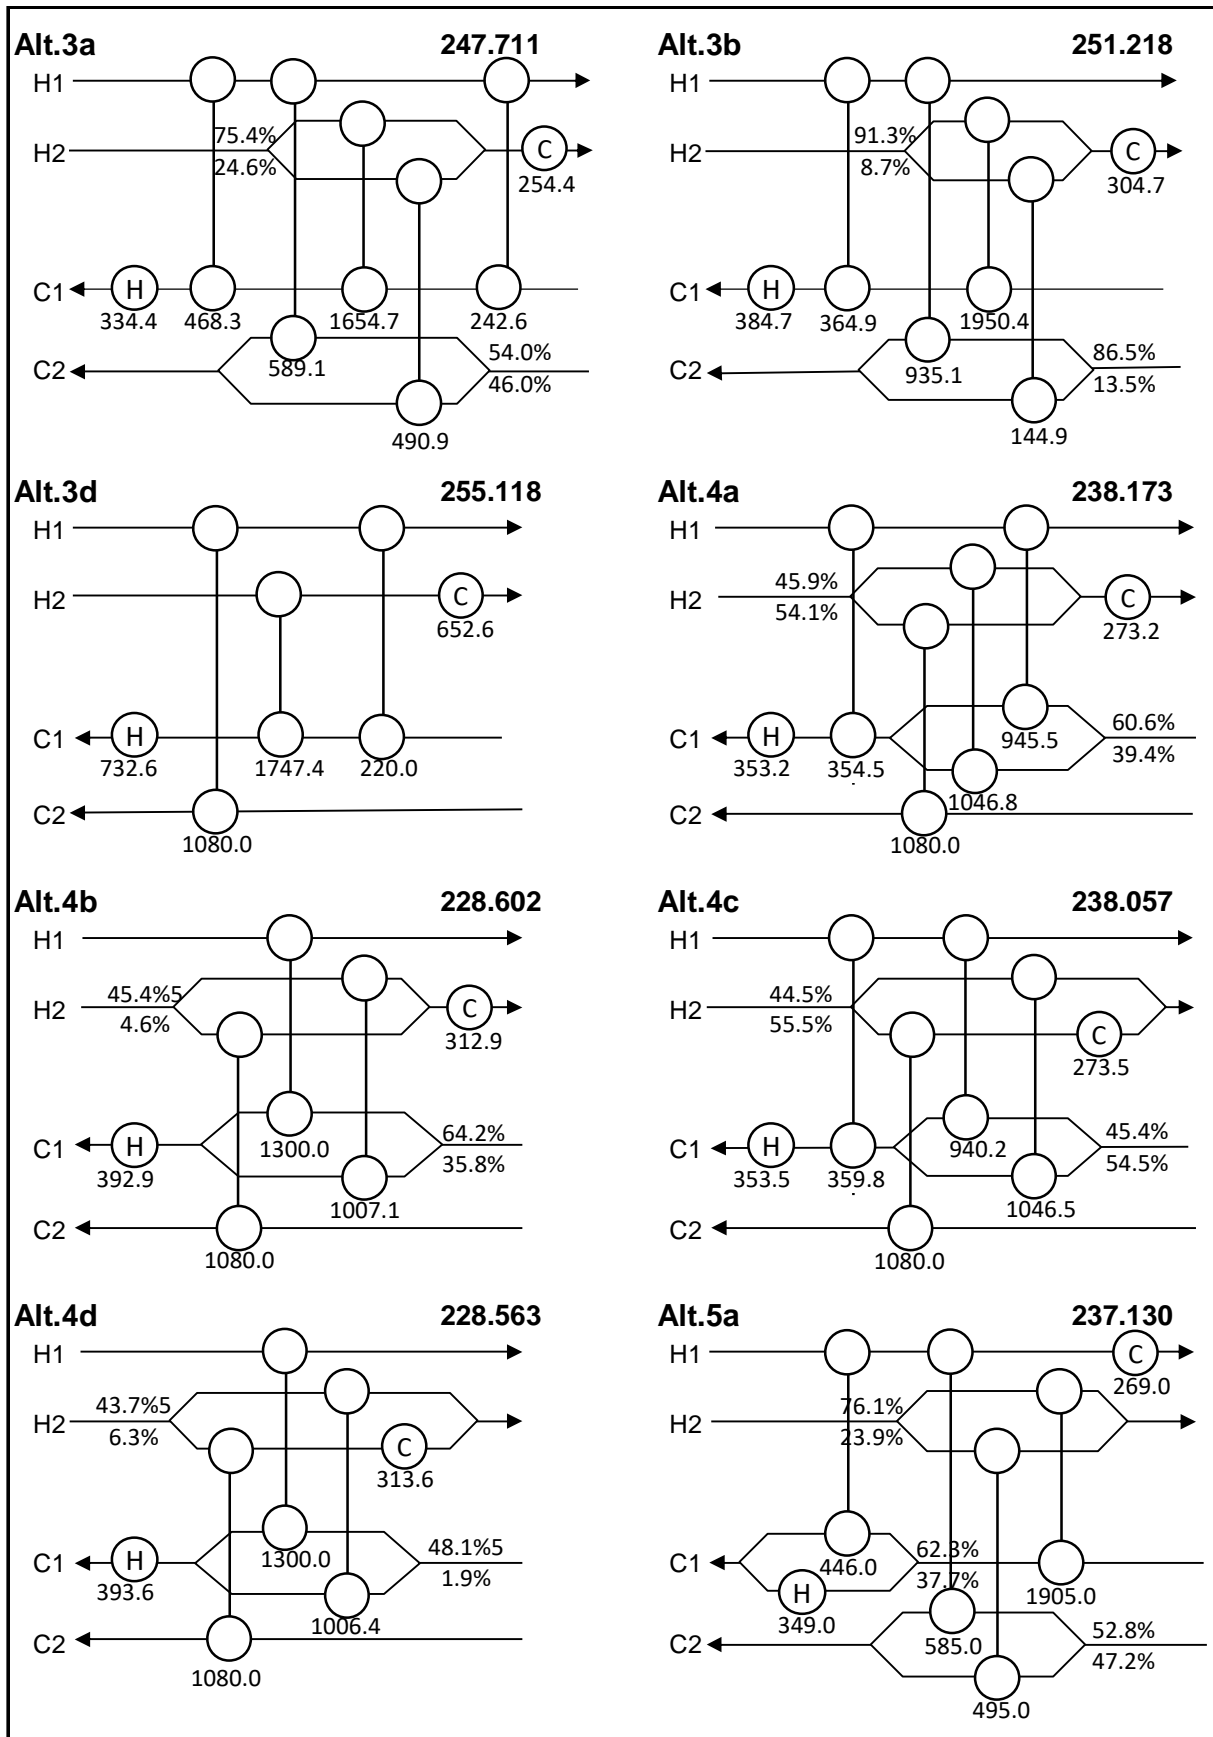 Alt.3a 247.711
H1
75.4%
H2 C
24.6%
254.4
C1 H
334.4 468.3 1654.7 242.6
54.0%
589.1
C2
46.0%
490.9
Alt.3b 251.218
H1
91.3%
H2 C
8.7%
304.7
C1 H
384.7 364.9 1950.4
86.5%
C2 935.1
13.5%
144.9
Alt.3d 255.118
H1
H2 C
652.6
C1 H
732.6 1747.4 220.0
C2
1080.0
Alt.4a 238.173
H1
45.9%
H2 C
54.1%
273.2
60.6%
C1 H 945.5
353.2 354.5 39.4%
1046.8
C2
1080.0
Alt.4b 228.602
H1
45.4%5
H2 C
4.6%
312.9
64.2%
C1 H 1300.0
392.9 35.8%
1007.1
C2
1080.0
Alt.4c 238.057
H1
44.5%
H2
55.5% C
273.5
45.4%
C1 H 940.2
353.5 359.8 54.5%
1046.5
C2
1080.0
Alt.4d 228.563
H1
43.7%5
H2
6.3% C
313.6
48.1%5
C1 H 1300.0
393.6 1.9%
1006.4
C2
1080.0
Alt.5a 237.130
H1 C
269.0
76.1%
H2
23.9%
62.3%
C1 446.0
37.7%
H 1905.0
349.0
52.8%
C2 585.0
47.2%
495.0